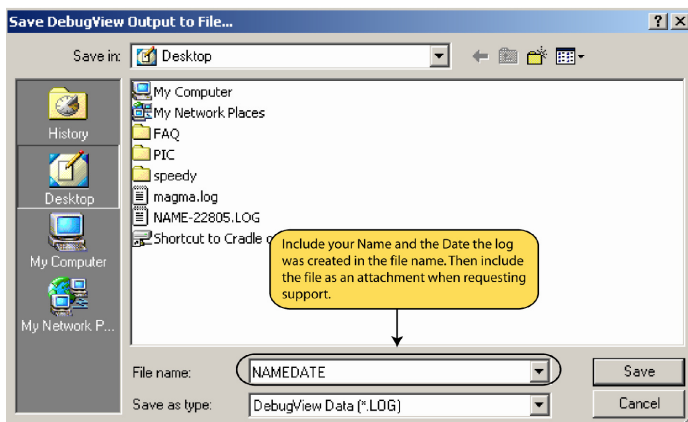 Save DebugView Output to File...
Save in:
Desktop
History
Desktop
My Computer
My Network P...
My Computer
My Network Places
FAQ
PIC
speedy
magma.log
NAME-22805.LOG
Shortcut to Cradle
Include your Name and the Date the log
was created in the file name. Then include
the file as an attachment when requesting
support.
File name:
NAMEDATE
Save
Save as type:
DebugView Data (*.LOG)
Cancel